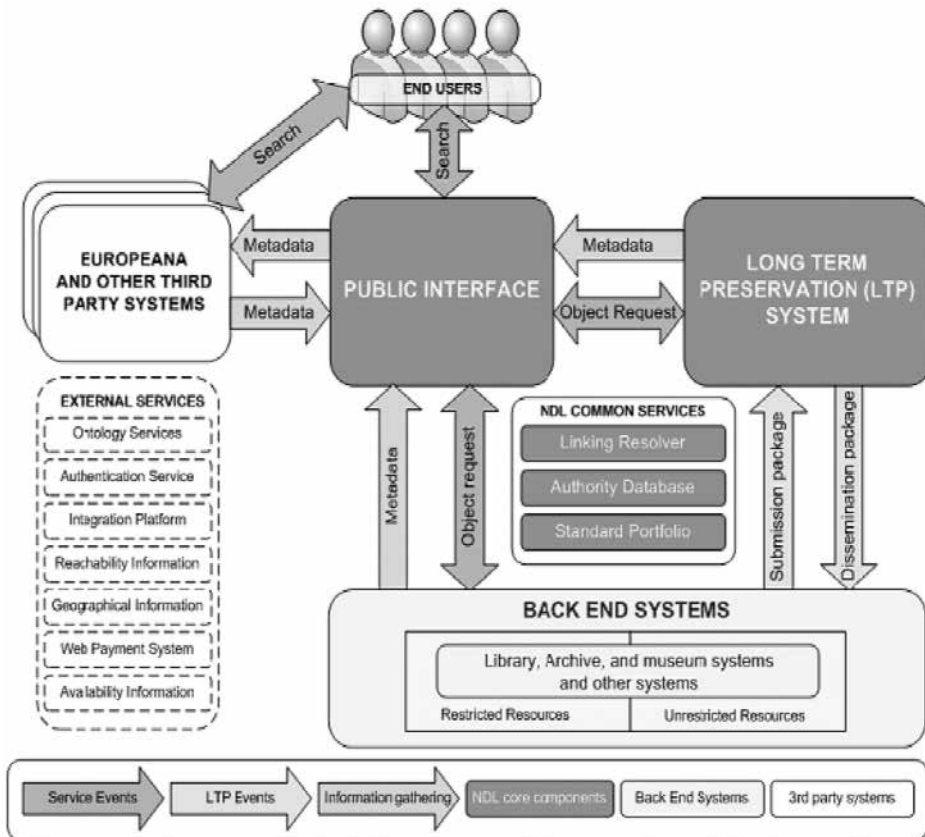 END USERS
Search
Search
EUROPEANA
AND OTHER THIRD
PARTY SYSTEMS
Metadata
Metadata
PUBLIC INTERFACE
Metadata
Object Request
LONG TERM
PRESERVATION (LTP)
SYSTEM
EXTERNAL SERVICES
Ontology Services
Authentication Service
Integration Platform
Reachability Information
Geographical Information
Web Payment System
Availability Information
Metadata
Object request
NDL COMMON SERVICES
Linking Resolver
Authority Database
Standard Portfolio
Submission package
Dissemination package
BACK END SYSTEMS
Library, Archive, and museum systems
and other systems
Restricted Resources
Unrestricted Resources
Service Events
LTP Events
Information gathering
NDL core components
Back End Systems
3rd party systems